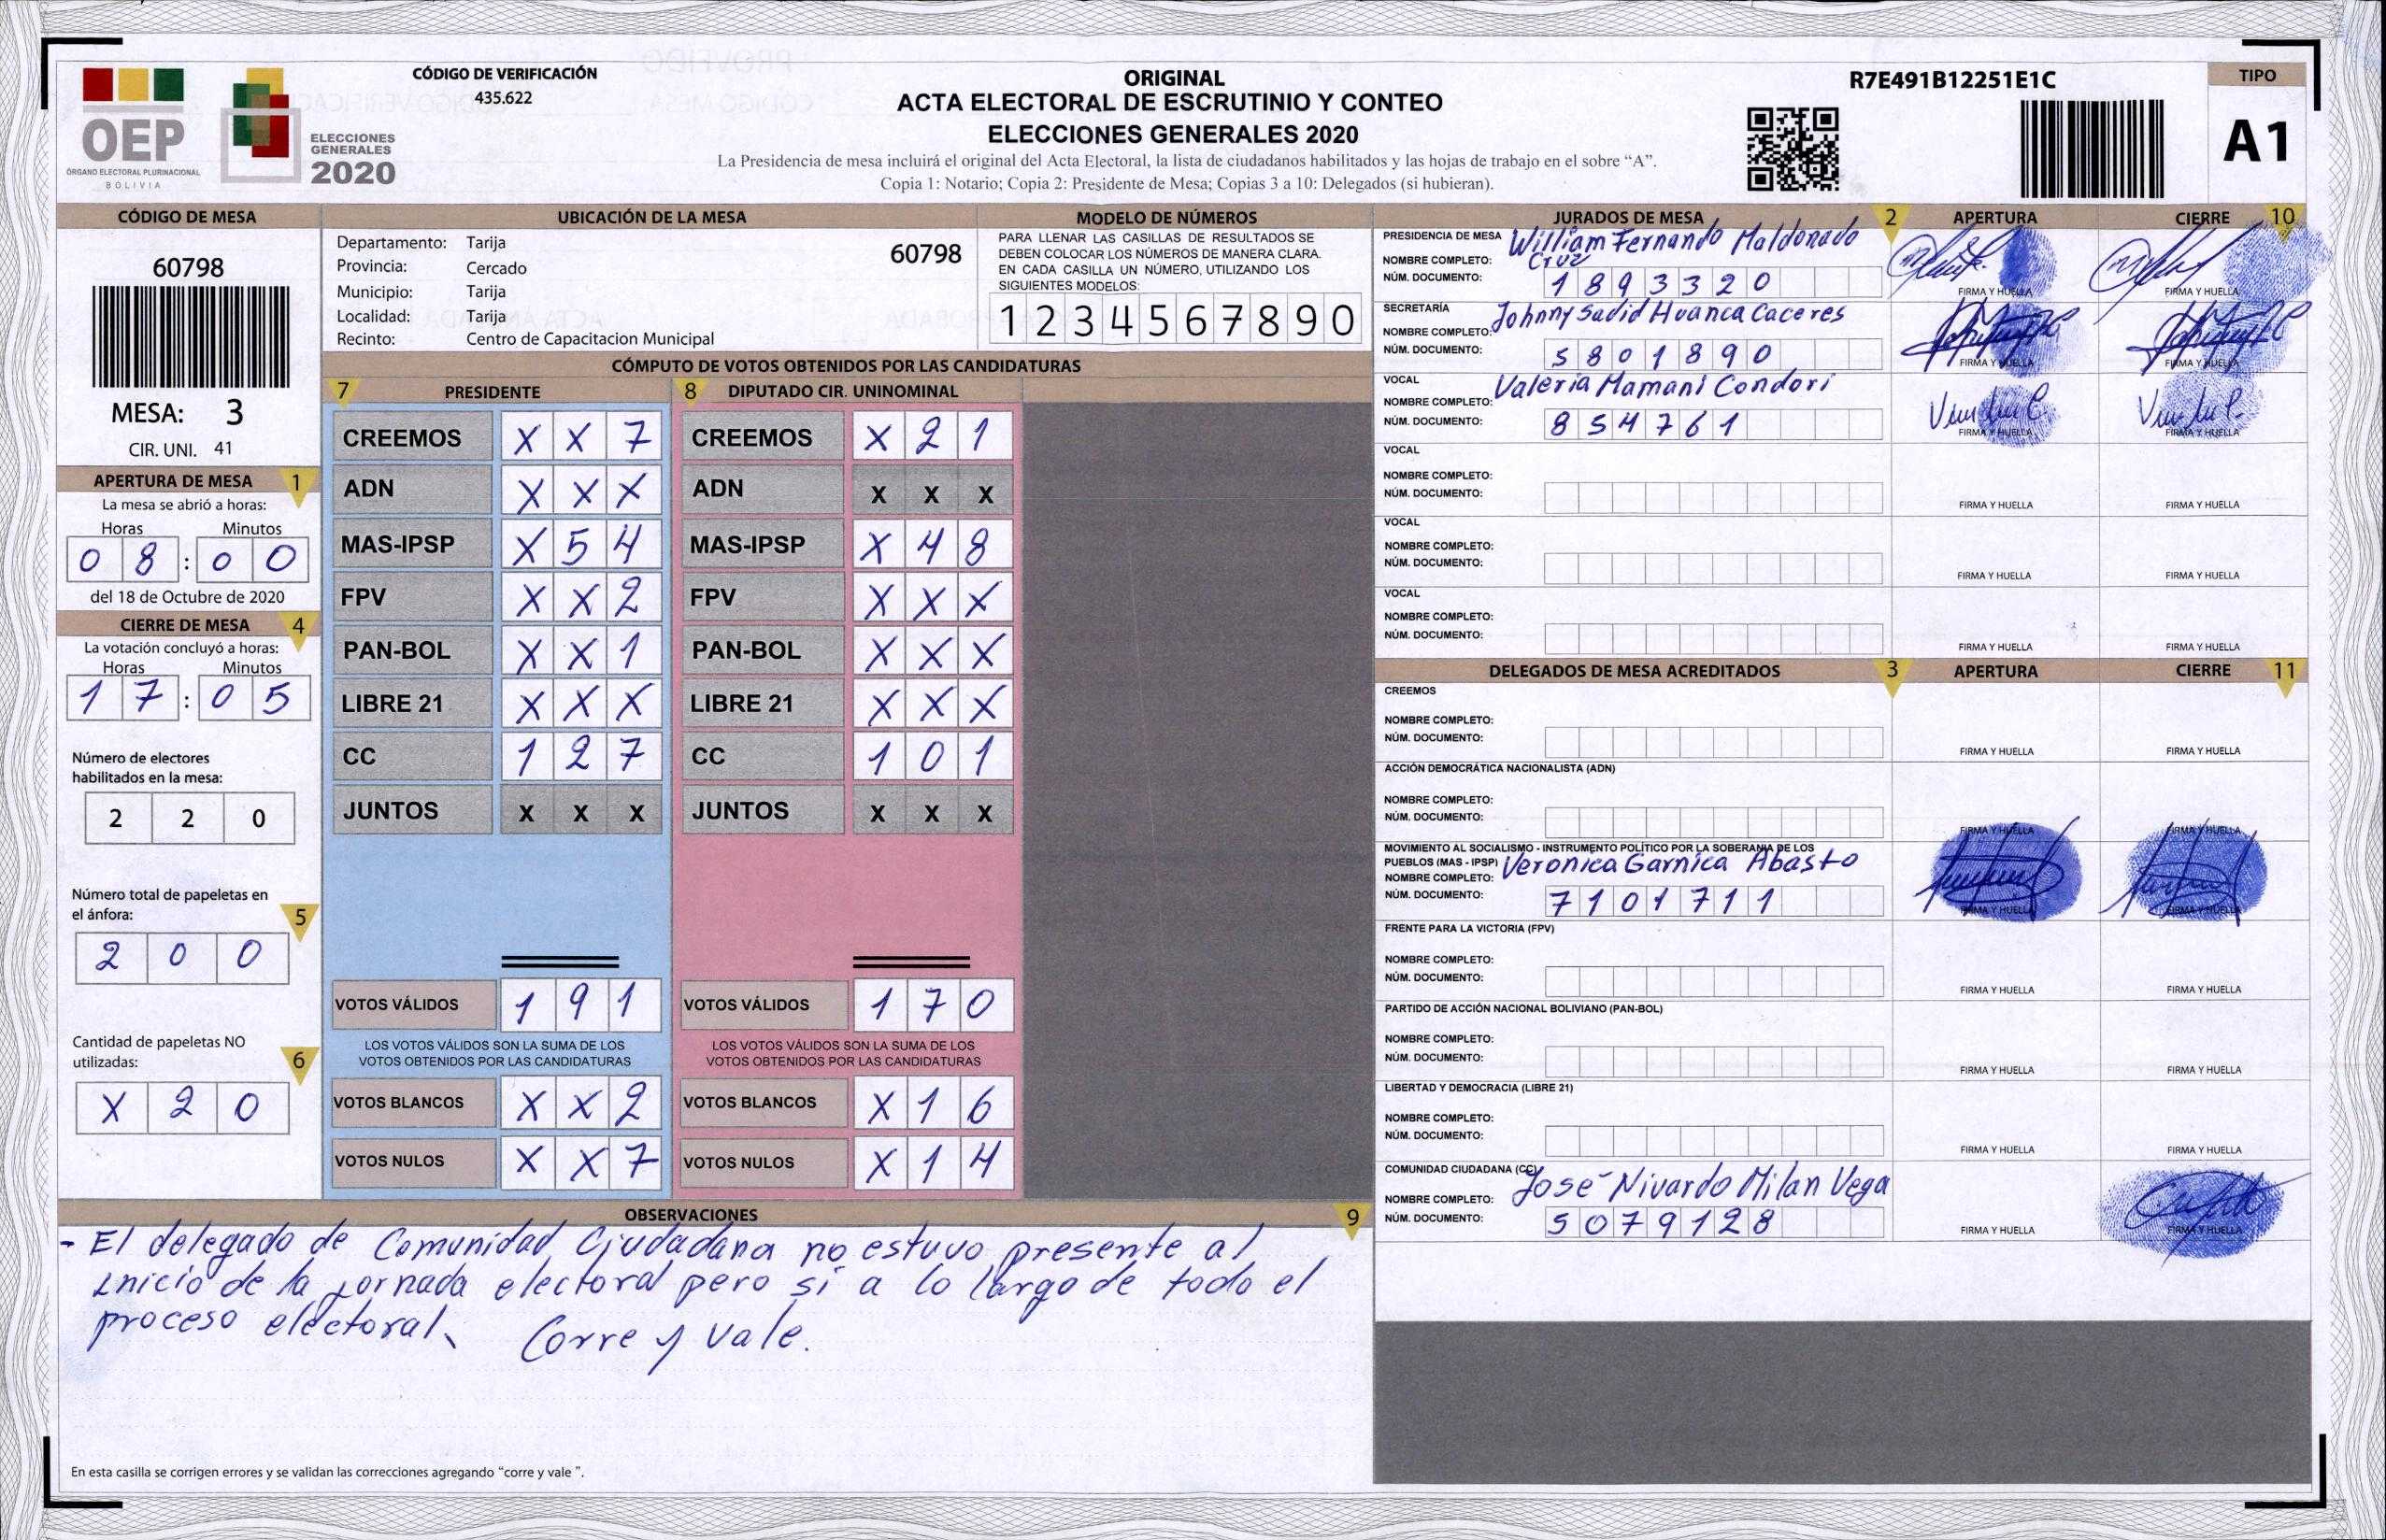 OEP
ÓRGANO ELECTORAL PLURINACIONAL
BOLIVIA
ELECCIONES
GENERALES
2020
CÓDIGO DE VERIFICACIÓN
435.622
ORIGINAL
ACTA ELECTORAL DE ESCRUTINIO Y CONTEO
ELECCIONES GENERALES 2020
La Presidencia de mesa incluirá el original del Acta Electoral, la lista de ciudadanos habilitados y las hojas de trabajo en el sobre “A”.
Copia 1: Notario; Copia 2: Presidente de Mesa; Copias 3 a 10: Delegados (si hubieran).
R7E491B12251E1C
TIPO
A1
CÓDIGO DE MESA
60798
MESA: 3
CIR. UNI. 41
APERTURA DE MESA 1
La mesa se abrió a horas:
Horas Minutos
0 8 : 0 0
del 18 de Octubre de 2020
CIERRE DE MESA 4
La votación concluyó a horas:
Horas Minutos
1 7 : 0 5
Número de electores
habilitados en la mesa:
2 2 0
Número total de papeletas en
el ánfora: 5
2 0 0
Cantidad de papeletas NO
utilizadas: 6
X 2 0
UBICACIÓN DE LA MESA
Departamento: Tarija 60798
Provincia: Cercado
Municipio: Tarija
Localidad: Tarija
Recinto: Centro de Capacitacion Municipal
MODELO DE NÚMEROS
PARA LLENAR LAS CASILLAS DE RESULTADOS SE
DEBEN COLOCAR LOS NÚMEROS DE MANERA CLARA.
EN CADA CASILLA UN NÚMERO, UTILIZANDO LOS
SIGUIENTES MODELOS:
1 2 3 4 5 6 7 8 9 0
CÓMPUTO DE VOTOS OBTENIDOS POR LAS CANDIDATURAS
7 PRESIDENTE
CREEMOS X X 7
ADN X X X
MAS-IPSP X 5 4
FPV X X 2
PAN-BOL X X 1
LIBRE 21 X X X
CC 1 2 7
JUNTOS X X X
VOTOS VÁLIDOS 1 9 1
LOS VOTOS VÁLIDOS SON LA SUMA DE LOS
VOTOS OBTENIDOS POR LAS CANDIDATURAS
VOTOS BLANCOS X X 2
VOTOS NULOS X X 7
8 DIPUTADO CIR. UNINOMINAL
CREEMOS X 2 1
ADN X X X
MAS-IPSP X 4 8
FPV X X X
PAN-BOL X X X
LIBRE 21 X X X
CC 1 0 1
JUNTOS X X X
VOTOS VÁLIDOS 1 7 0
LOS VOTOS VÁLIDOS SON LA SUMA DE LOS
VOTOS OBTENIDOS POR LAS CANDIDATURAS
VOTOS BLANCOS X 1 6
VOTOS NULOS X 1 4
OBSERVACIONES 9
- El delegado de Comunidad Ciudadana no estuvo presente al
inicio de la jornada electoral pero si a lo largo de todo el
proceso electoral. Corre y vale.
En esta casilla se corrigen errores y se validan las correcciones agregando “corre y vale ”.
JURADOS DE MESA 2 APERTURA CIERRE 10
PRESIDENCIA DE MESA William Fernando Maldonado
NOMBRE COMPLETO: Cruz
NÚM. DOCUMENTO: 1 8 9 3 3 2 0
FIRMA Y HUELLA FIRMA Y HUELLA
SECRETARÍA
NOMBRE COMPLETO: Johnny Sadid Huanca Caceres
NÚM. DOCUMENTO: 5 8 0 1 8 9 0
FIRMA Y HUELLA FIRMA Y HUELLA
VOCAL
NOMBRE COMPLETO: Valeria Mamani Condori
NÚM. DOCUMENTO: 8 5 4 7 6 1
FIRMA Y HUELLA FIRMA Y HUELLA
VOCAL
NOMBRE COMPLETO:
NÚM. DOCUMENTO:
FIRMA Y HUELLA FIRMA Y HUELLA
VOCAL
NOMBRE COMPLETO:
NÚM. DOCUMENTO:
FIRMA Y HUELLA FIRMA Y HUELLA
VOCAL
NOMBRE COMPLETO:
NÚM. DOCUMENTO:
FIRMA Y HUELLA FIRMA Y HUELLA
DELEGADOS DE MESA ACREDITADOS 3 APERTURA CIERRE 11
CREEMOS
NOMBRE COMPLETO:
NÚM. DOCUMENTO:
FIRMA Y HUELLA FIRMA Y HUELLA
ACCIÓN DEMOCRÁTICA NACIONALISTA (ADN)
NOMBRE COMPLETO:
NÚM. DOCUMENTO:
FIRMA Y HUELLA FIRMA Y HUELLA
MOVIMIENTO AL SOCIALISMO - INSTRUMENTO POLÍTICO POR LA SOBERANÍA DE LOS
PUEBLOS (MAS - IPSP)
NOMBRE COMPLETO: Veronica Garnica Abasto
NÚM. DOCUMENTO: 7 1 0 1 7 1 1
FIRMA Y HUELLA FIRMA Y HUELLA
FRENTE PARA LA VICTORIA (FPV)
NOMBRE COMPLETO:
NÚM. DOCUMENTO:
FIRMA Y HUELLA FIRMA Y HUELLA
PARTIDO DE ACCIÓN NACIONAL BOLIVIANO (PAN-BOL)
NOMBRE COMPLETO:
NÚM. DOCUMENTO:
FIRMA Y HUELLA FIRMA Y HUELLA
LIBERTAD Y DEMOCRACIA (LIBRE 21)
NOMBRE COMPLETO:
NÚM. DOCUMENTO:
FIRMA Y HUELLA FIRMA Y HUELLA
COMUNIDAD CIUDADANA (CC)
NOMBRE COMPLETO: José Nivardo Milan Vega
NÚM. DOCUMENTO: 5 0 7 9 1 2 8
FIRMA Y HUELLA FIRMA Y HUELLA